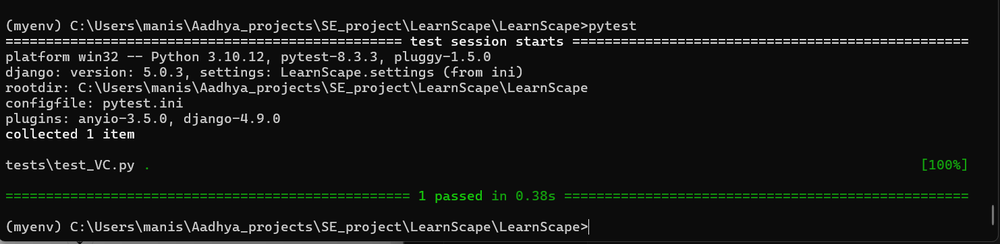 (myenv) C:\Users\manis\Aadhya_projects\SE_project\LearnScape\LearnScape>pytest
================================================= test session starts =================================================
platform win32 -- Python 3.10.12, pytest-8.3.3, pluggy-1.5.0
django: version: 5.0.3, settings: LearnScape.settings (from ini)
rootdir: C:\Users\manis\Aadhya_projects\SE_project\LearnScape\LearnScape
configfile: pytest.ini
plugins: anyio-3.5.0, django-4.9.0
collected 1 item
tests\test_VC.py . [100%]
================================================== 1 passed in 0.38s ==================================================
(myenv) C:\Users\manis\Aadhya_projects\SE_project\LearnScape\LearnScape>